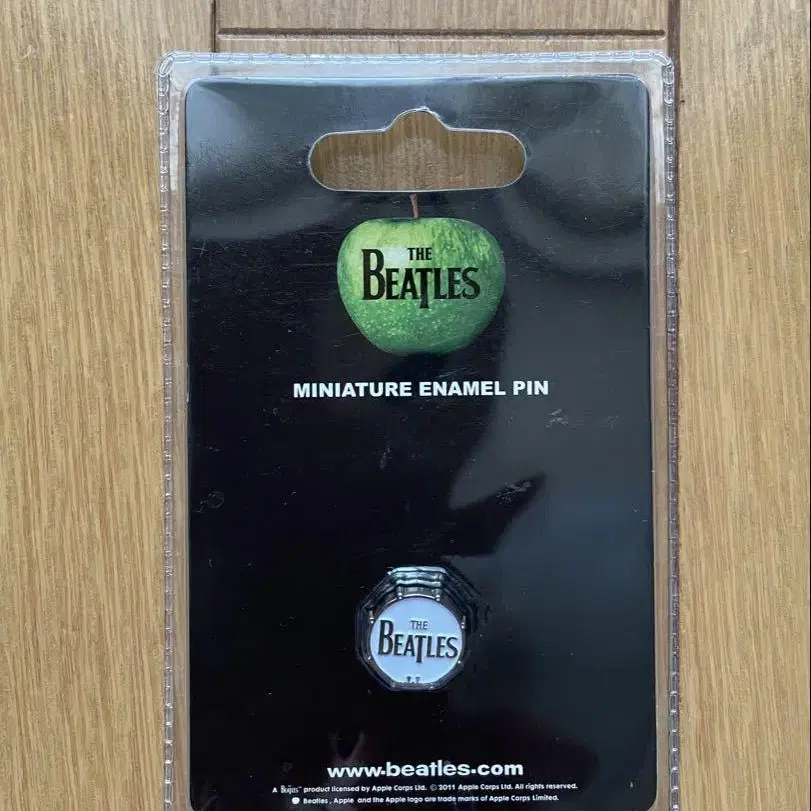 THE
BEATLES
MINIATURE ENAMEL PIN
THE
BEATLES
www.beatles.com
A BEATLES™ product licensed by Apple Corps Ltd. © 2011 Apple Corps Ltd. All rights reserved.
Beatles, Apple and the Apple logo are trade marks of Apple Corps Limited.